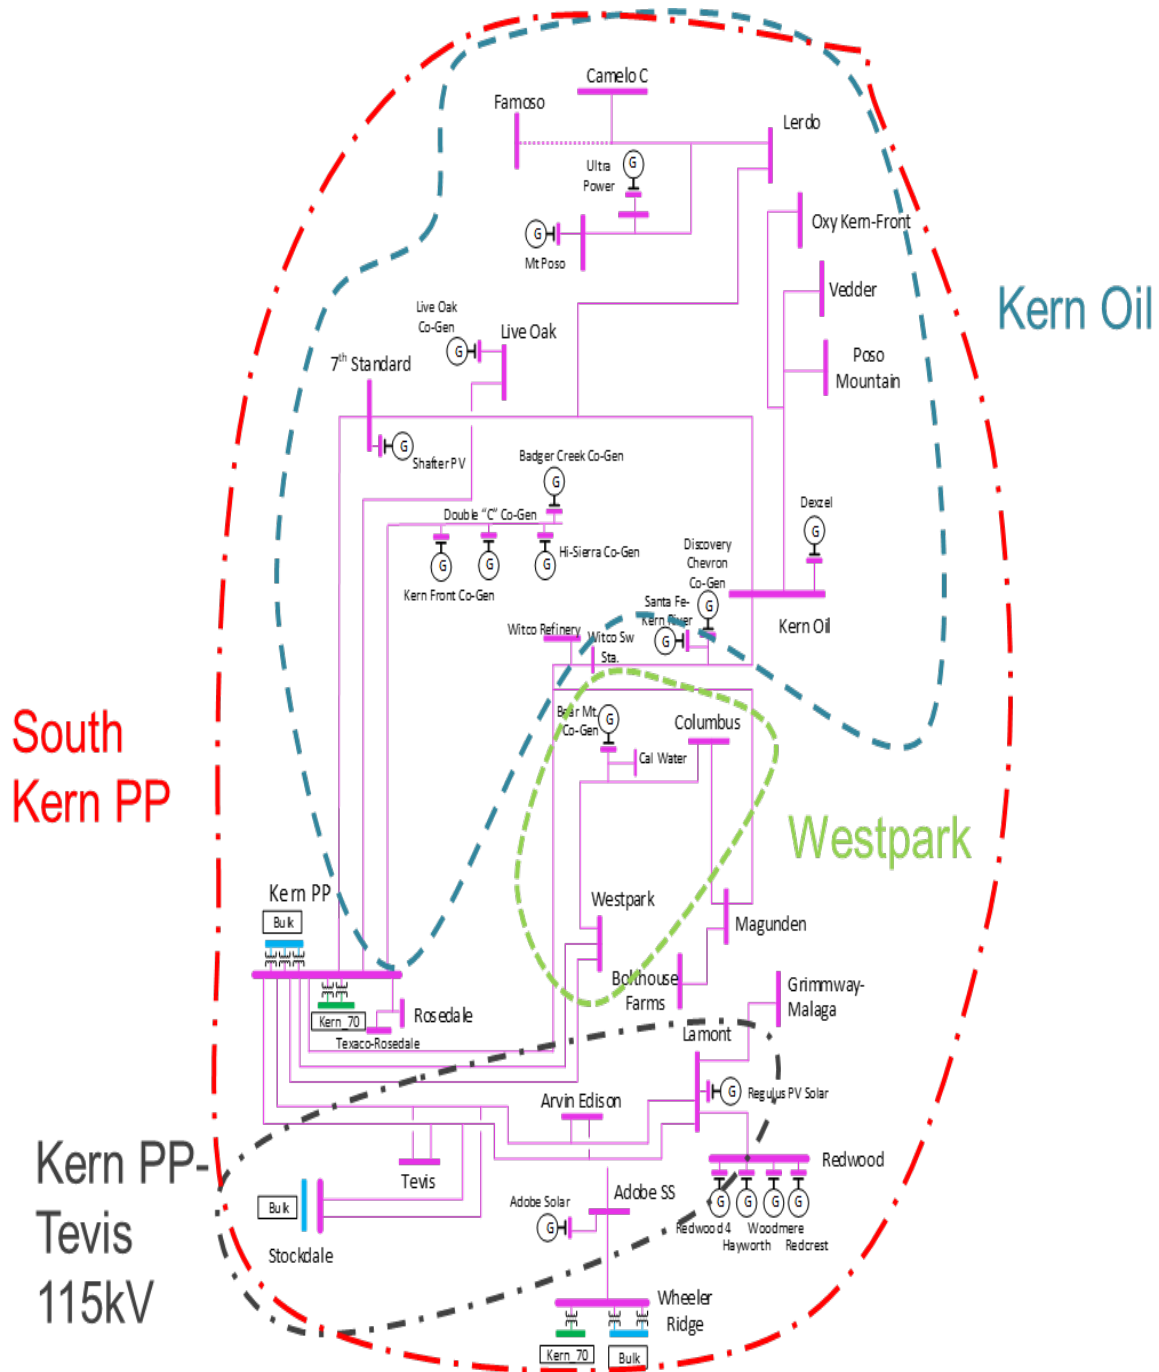 Camelo C
Famoso
Lerdo
Ultra
Power
G
Oxy Kern-Front
G
Mt Poso
Vedder
Kern Oil
Live Oak
Co-Gen
Live Oak
G
7th Standard
Poso
Mountain
G
Shafter PV
Badger Creek Co-Gen
G
Double "C" Co-Gen
Dexzel
G
Hi-Sierra Co-Gen
G
G
G
Kern Front Co-Gen
Discovery
Chevron
Co-Gen
Santa Fe-
Kern River
G
G
Kern Oil
Witco Refinery
Witco Sw
Sta.
South
Kern PP
Bear Mt.
Co-Gen
G
Columbus
Cal Water
Westpark
Kern PP
Bulk
Westpark
Magunden
Bolthouse
Farms
Grimmway-
Malaga
Rosedale
Kern_70
Texaco-Rosedale
Lamont
G
Regulus PV Solar
Arvin Edison
Kern PP-
Tevis
115kV
Tevis
Redwood
Adobe SS
Adobe Solar
G
G
G
G
G
Redwood 4
Woodmere
Hayworth
Redcrest
Bulk
Stockdale
Wheeler
Ridge
Kern_70
Bulk